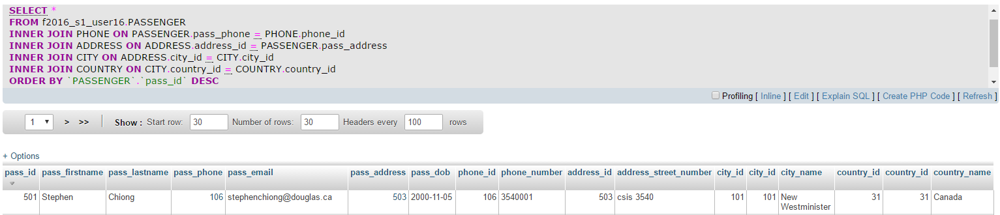 SELECT *
FROM f2016_s1_user16.PASSENGER
INNER JOIN PHONE ON PASSENGER.pass_phone = PHONE.phone_id
INNER JOIN ADDRESS ON ADDRESS.address_id = PASSENGER.pass_address
INNER JOIN CITY ON ADDRESS.city_id = CITY.city_id
INNER JOIN COUNTRY ON CITY.country_id = COUNTRY.country_id
ORDER BY `PASSENGER`.`pass_id` DESC
Profiling [ Inline ] [ Edit ] [ Explain SQL ] [ Create PHP Code ] [ Refresh ]
1 > >> Show : Start row: 30 Number of rows: 30 Headers every 100 rows
+ Options
pass_id pass_firstname pass_lastname pass_phone pass_email pass_address pass_dob phone_id phone_number address_id address_street_number city_id city_id city_name country_id country_id country_name
501 Stephen Chiong 106 stephenchiong@douglas.ca 503 2000-11-05 106 3540001 503 csis 3540 101 101 New 31 31 Canada
Westminister